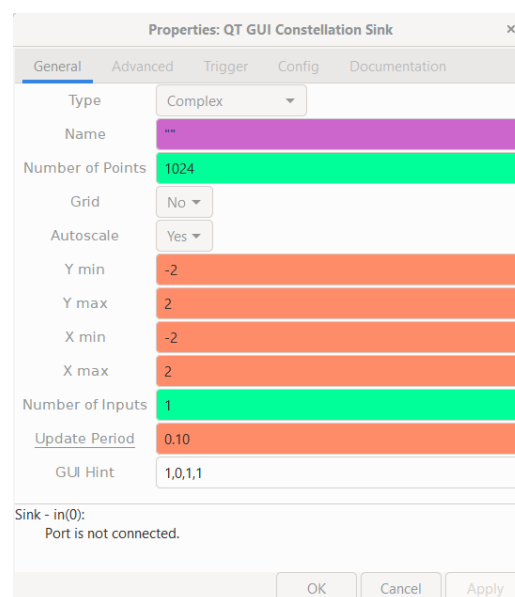 Properties: QT GUI Constellation Sink ×
General Advanced Trigger Config Documentation
Type Complex
Name ""
Number of Points 1024
Grid No
Autoscale Yes
Y min -2
Y max 2
X min -2
X max 2
Number of Inputs 1
Update Period 0.10
GUI Hint 1,0,1,1
Sink - in(0):
Port is not connected.
OK Cancel Apply